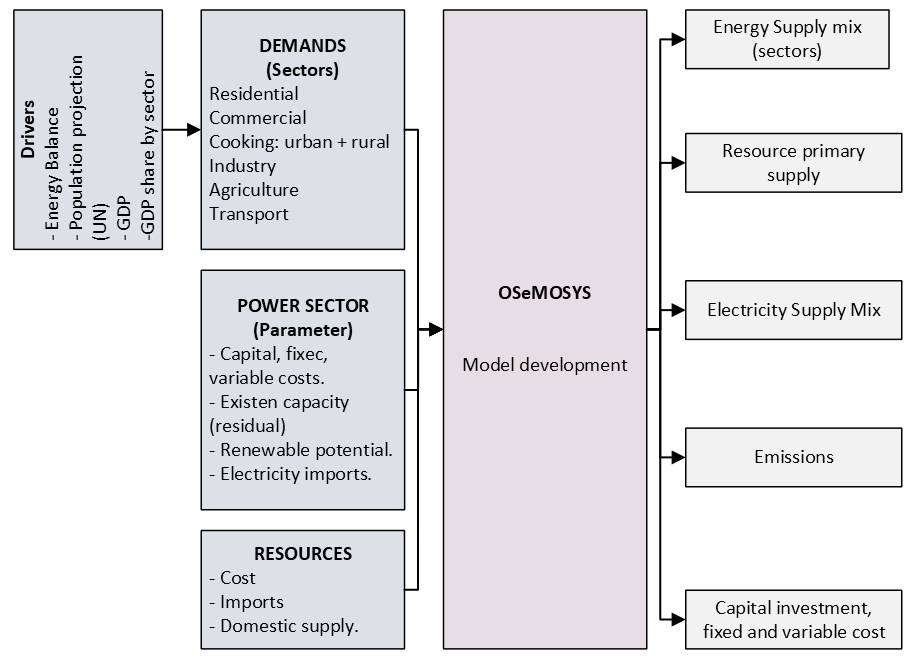 Drivers
- Energy Balance
- Population projection
(UN)
- GDP
-GDP share by sector
DEMANDS
(Sectors)
Residential
Commercial
Cooking: urban + rural
Industry
Agriculture
Transport
POWER SECTOR
(Parameter)
- Capital, fixec,
variable costs.
- Existen capacity
(residual)
- Renewable potential.
- Electricity imports.
RESOURCES
- Cost
- Imports
- Domestic supply.
OSeMOSYS
Model development
Energy Supply mix
(sectors)
Resource primary
supply
Electricity Supply Mix
Emissions
Capital investment,
fixed and variable cost